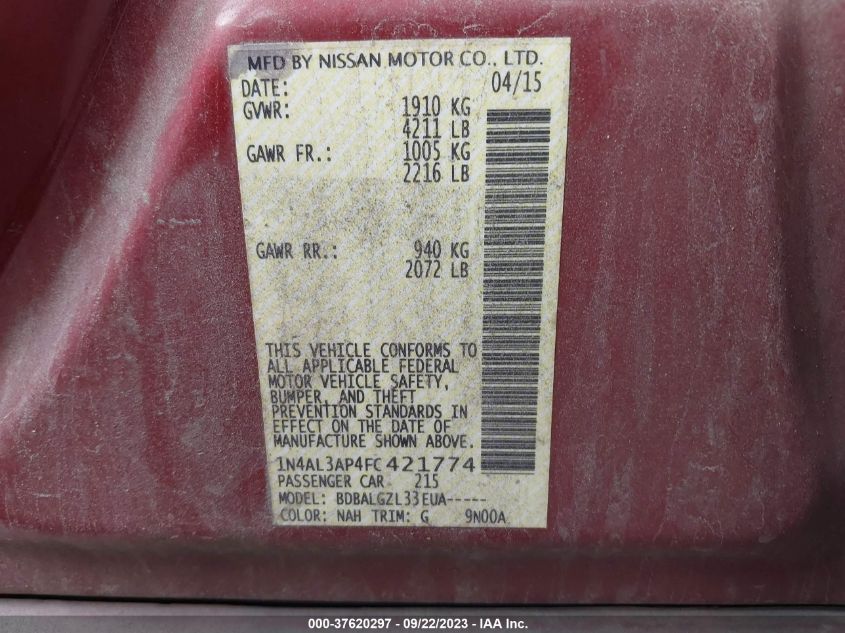 MFD BY NISSAN MOTOR CO., LTD.
DATE: 04/15
GVWR: 1910 KG
4211 LB
GAWR FR.: 1005 KG
2216 LB
GAWR RR.: 940 KG
2072 LB
THIS VEHICLE CONFORMS TO
ALL APPLICABLE FEDERAL
MOTOR VEHICLE SAFETY,
BUMPER, AND THEFT
PREVENTION STANDARDS IN
EFFECT ON THE DATE OF
MANUFACTURE SHOWN ABOVE.
1N4AL3AP4FC421774
PASSENGER CAR 215
MODEL: BDBALGZL33EUA-----
COLOR: NAH TRIM: G 9N00A
000-37620297 - 09/22/2023 - IAA Inc.